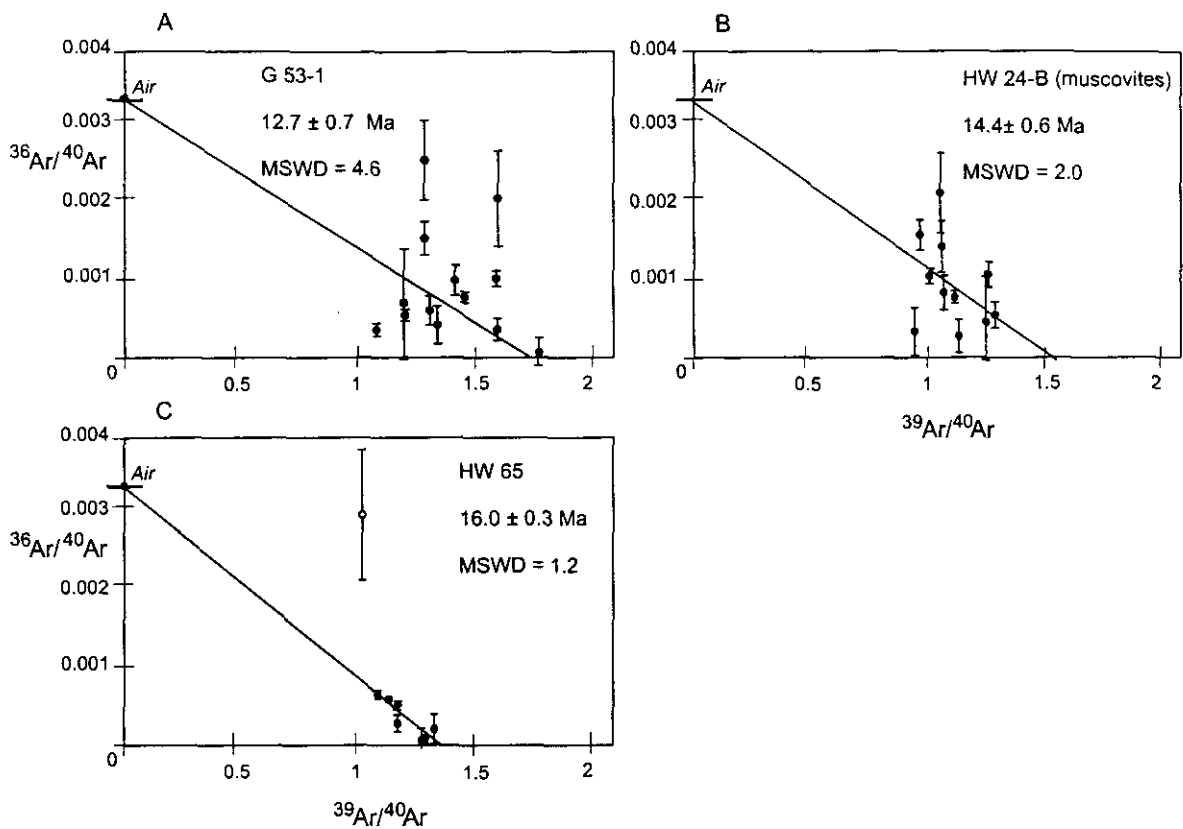 A
0.004
Air
G 53-1
0.003
12.7 ± 0.7 Ma
³⁶Ar/⁴⁰Ar
MSWD = 4.6
0.002
0.001
0
0.5
1
1.5
2
B
0.004
Air
HW 24-B (muscovites)
0.003
14.4± 0.6 Ma
MSWD = 2.0
0.002
0.001
0
0.5
1
1.5
2
³⁹Ar/⁴⁰Ar
C
0.004
Air
HW 65
0.003
16.0 ± 0.3 Ma
³⁶Ar/⁴⁰Ar
MSWD = 1.2
0.002
0.001
0
0.5
1
1.5
2
³⁹Ar/⁴⁰Ar